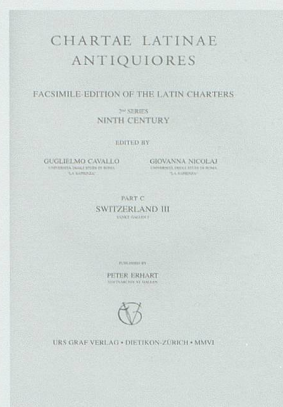 CHARTAE LATINAE
ANTIQUIORES
FACSIMILE-EDITION OF THE LATIN CHARTERS
2ND SERIES
NINTH CENTURY
EDITED BY
GUGLIELMO CAVALLO GIOVANNA NICOLAJ
PART C
SWITZERLAND III
PUBLISHED BY
PETER ERHART
URS GRAF VERLAG • DIETIKON-ZÜRICH • MMVI